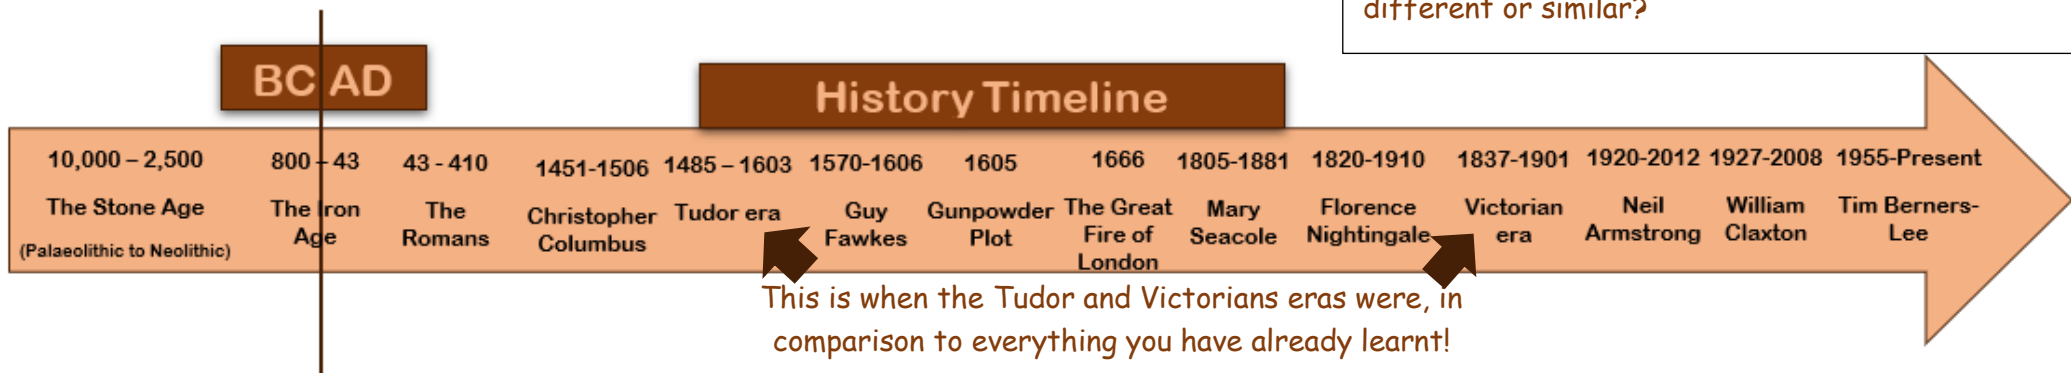 different or similar?
BC AD
History Timeline
10,000 – 2,500
The Stone Age
(Palaeolithic to Neolithic)
800 – 43
The Iron
Age
43 - 410
The
Romans
1451-1506
Christopher
Columbus
1485 – 1603
Tudor era
1570-1606
Guy
Fawkes
1605
Gunpowder
Plot
1666
The Great
Fire of
London
1805-1881
Mary
Seacole
1820-1910
Florence
Nightingale
1837-1901
Victorian
era
1920-2012
Neil
Armstrong
1927-2008
William
Claxton
1955-Present
Tim Berners-
Lee
This is when the Tudor and Victorians eras were, in
comparison to everything you have already learnt!